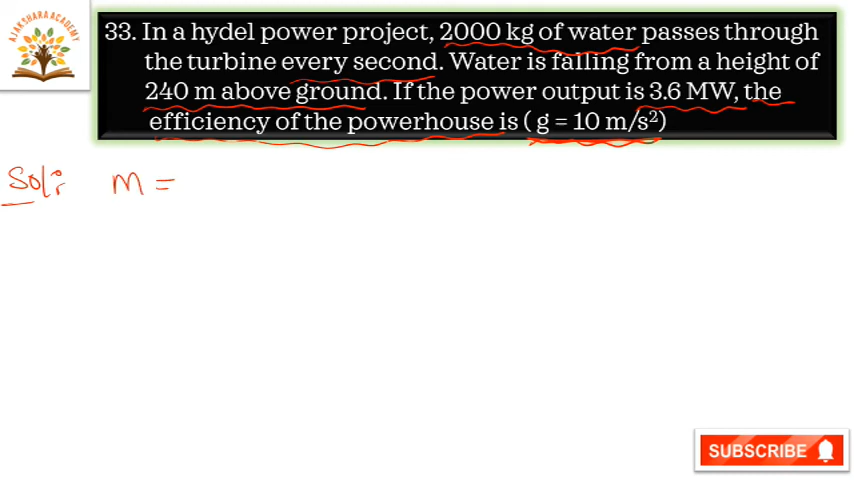 AJAKSHARA ACADEMY
33. In a hydel power project, 2000 kg of water passes through
the turbine every second. Water is falling from a height of
240 m above ground. If the power output is 3.6 MW, the
efficiency of the powerhouse is ( g = 10 m/s²)
Sol:
M =
SUBSCRIBE